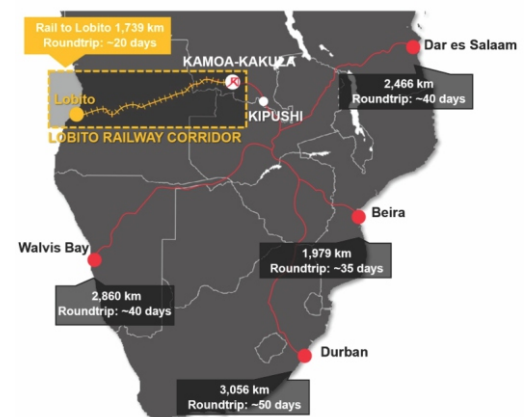 Rail to Lobito 1,739 km
Roundtrip: ~20 days
Dar es Salaam
KAMOA-KAKULA
2,466 km
Roundtrip: ~40 days
Lobito
KIPUSHI
LOBITO RAILWAY CORRIDOR
Beira
Walvis Bay
1,979 km
Roundtrip: ~35 days
2,860 km
Roundtrip: ~40 days
Durban
3,056 km
Roundtrip: ~50 days